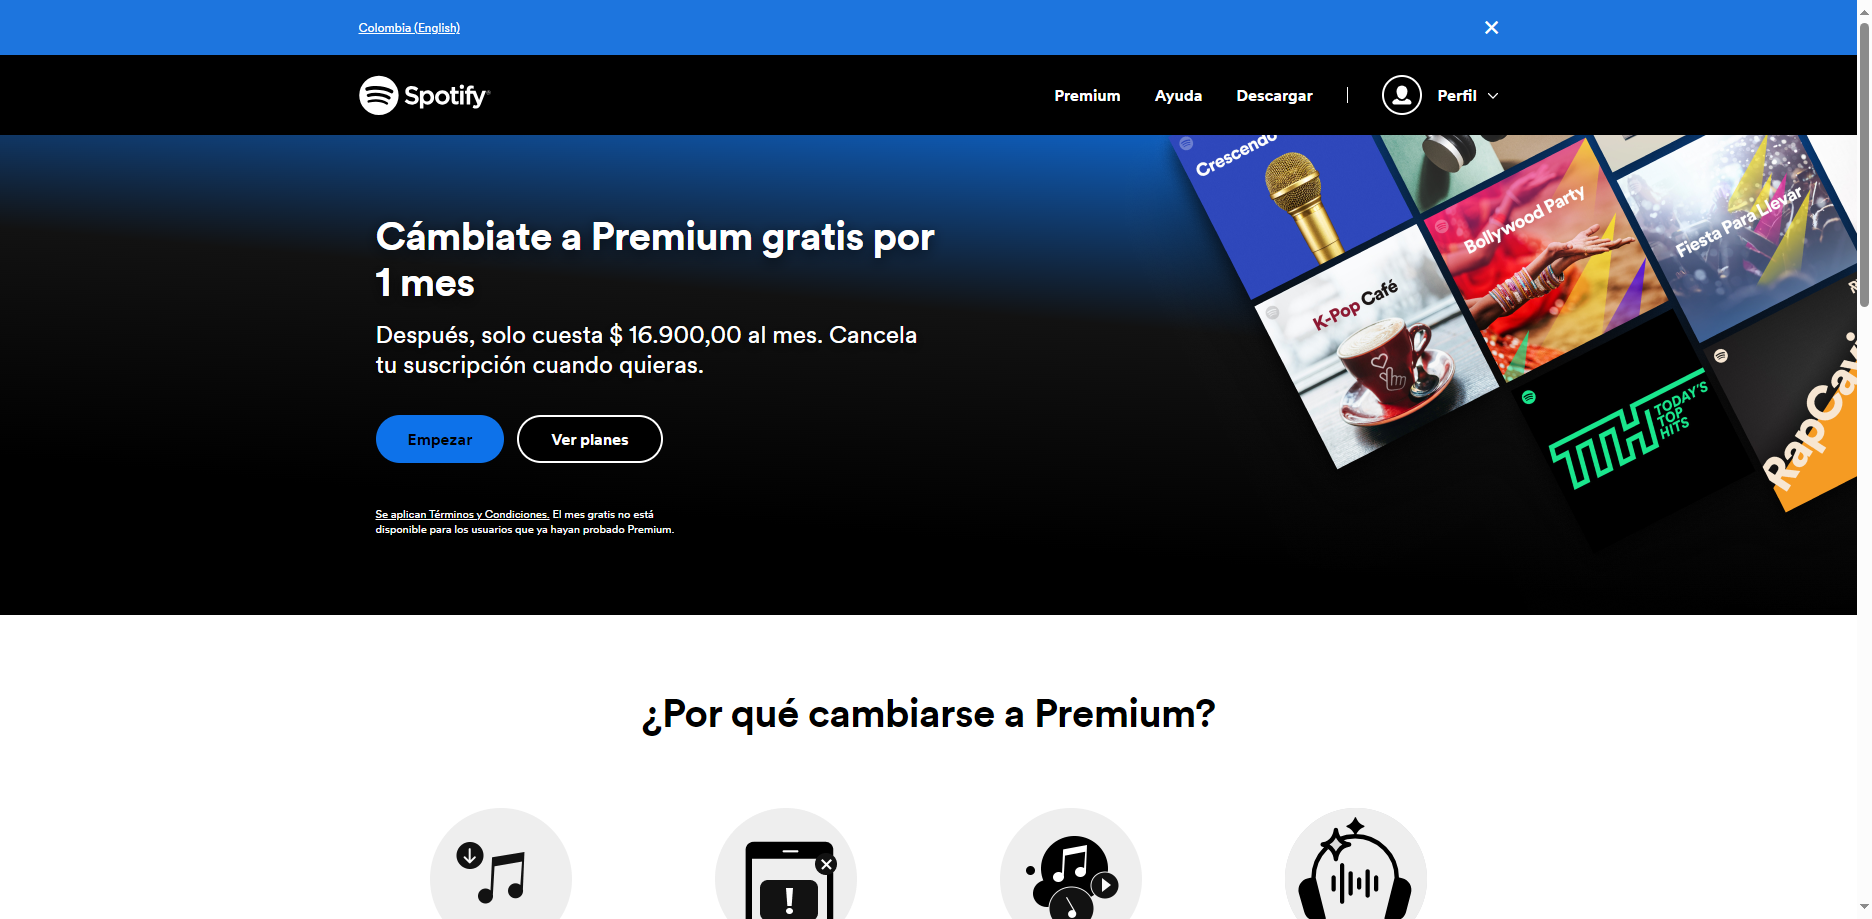 Colombia (English)
Spotify
Premium
Ayuda
Descargar
Perfil
Cámbiate a Premium gratis por
1 mes
Después, solo cuesta $ 16.900,00 al mes. Cancela
tu suscripción cuando quieras.
Empezar
Ver planes
Se aplican Términos y Condiciones. El mes gratis no está
disponible para los usuarios que ya hayan probado Premium.
Crescendo
Bollywood Party
Fiesta Para Llevar
K-Pop Café
TTH
TODAY'S
TOP
HITS
RapCavi
¿Por qué cambiarse a Premium?